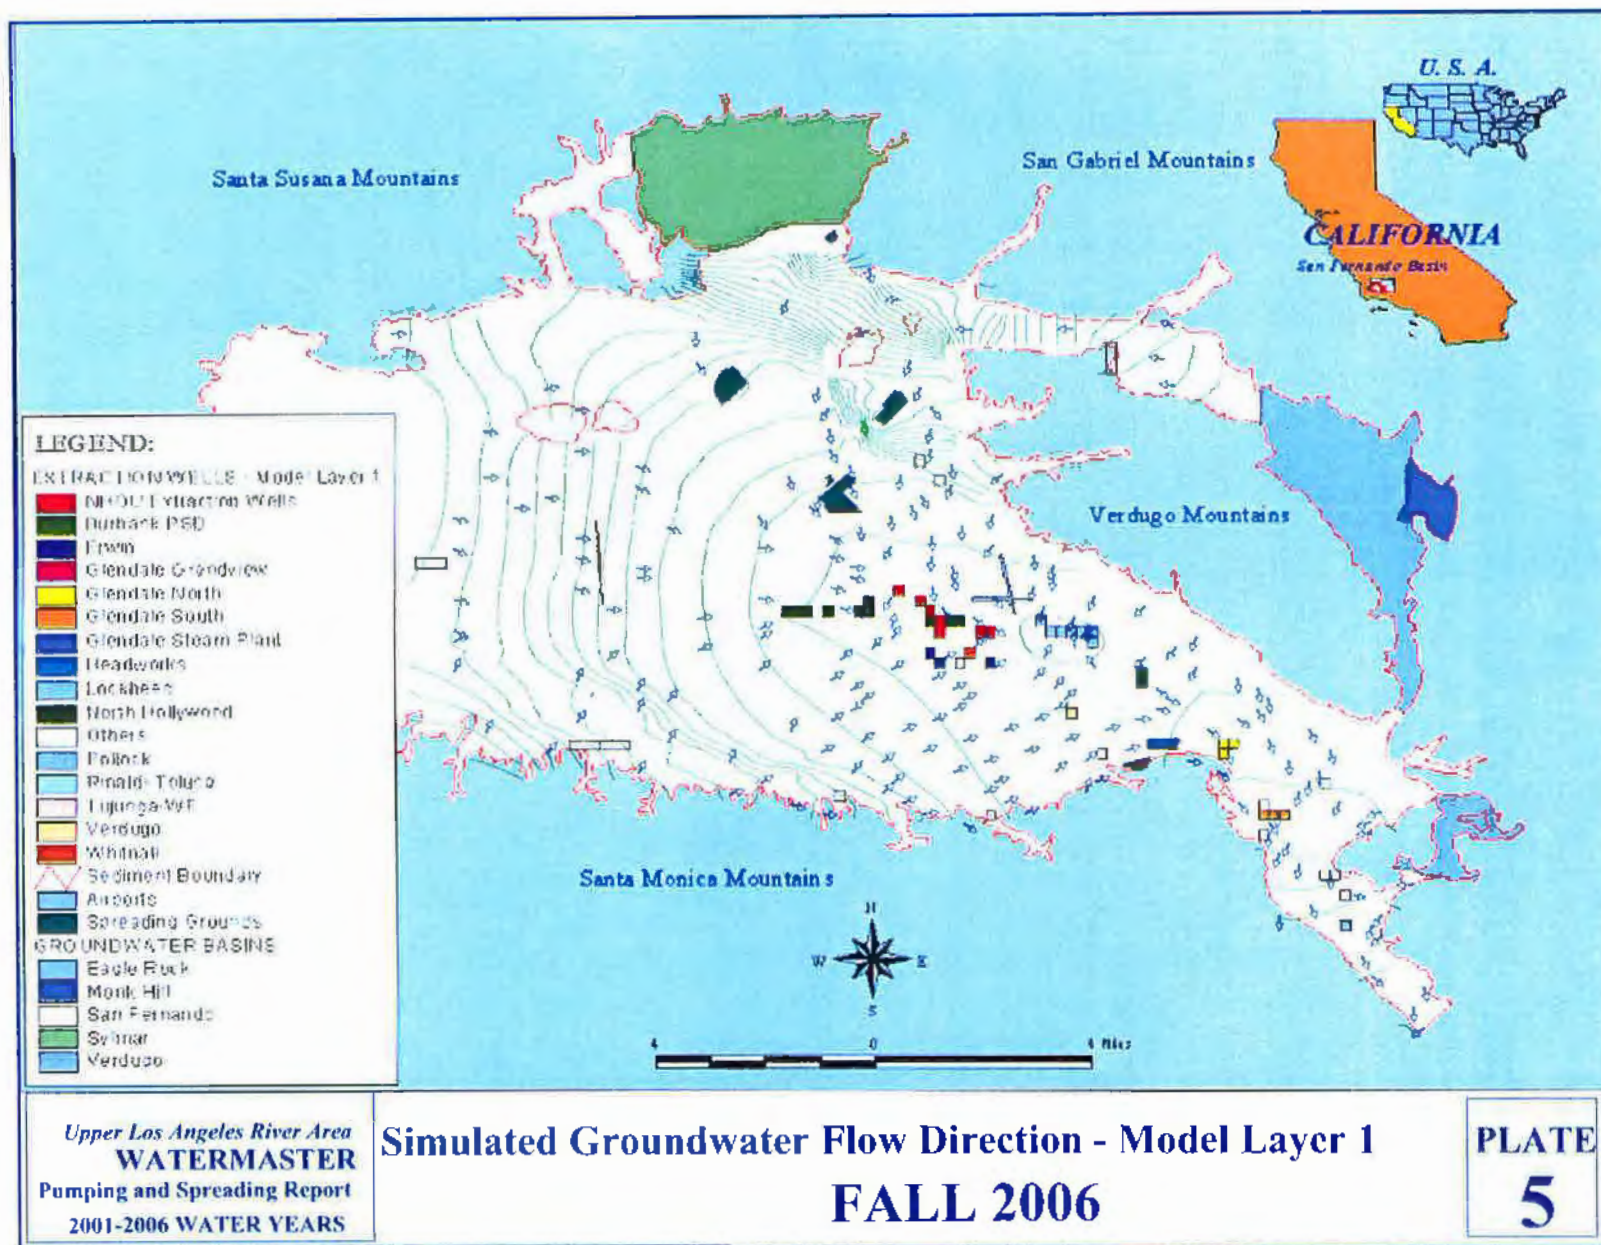 U. S. A.
San Gabriel Mountains
Santa Susana Mountains
CALIFORNIA
San Fernando Basin
LEGEND:
EXTRACTION WELLS - Model Layer 1
NHOU Extraction Wells
Burbank PSD
Erwin
Glendale Grandview
Glendale North
Glendale South
Glendale Steam Plant
Headworks
Lockheed
North Hollywood
Others
Pollock
Rinaldi-Toluca
Tujunga WF
Verdugo
Whitnall
Sediment Boundary
Airports
Spreading Grounds
GROUNDWATER BASINS
Eagle Rock
Monk Hill
San Fernando
Sylmar
Verdugo
Verdugo Mountains
Santa Monica Mountains
N
W
E
S
4
0
4 Miles
Upper Los Angeles River Area
WATERMASTER
Pumping and Spreading Report
2001-2006 WATER YEARS
Simulated Groundwater Flow Direction - Model Layer 1
FALL 2006
PLATE
5